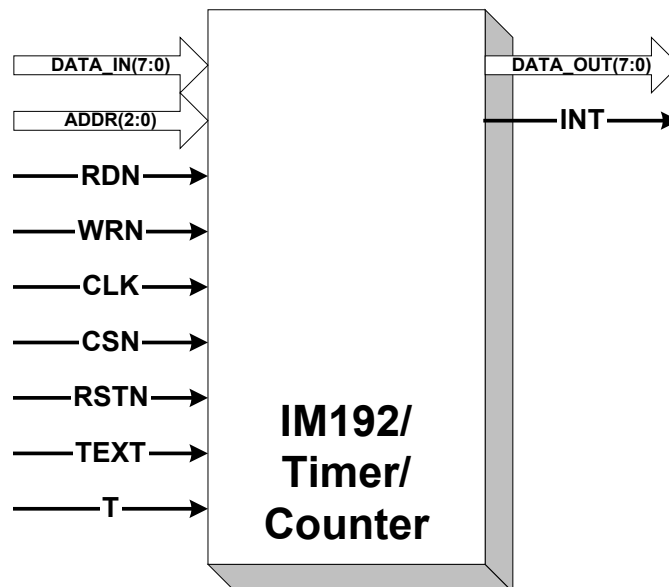 DATA_IN(7:0)
DATA_OUT(7:0)
ADDR(2:0)
INT
RDN
WRN
CLK
CSN
RSTN
TEXT
T
IM192/
Timer/
Counter